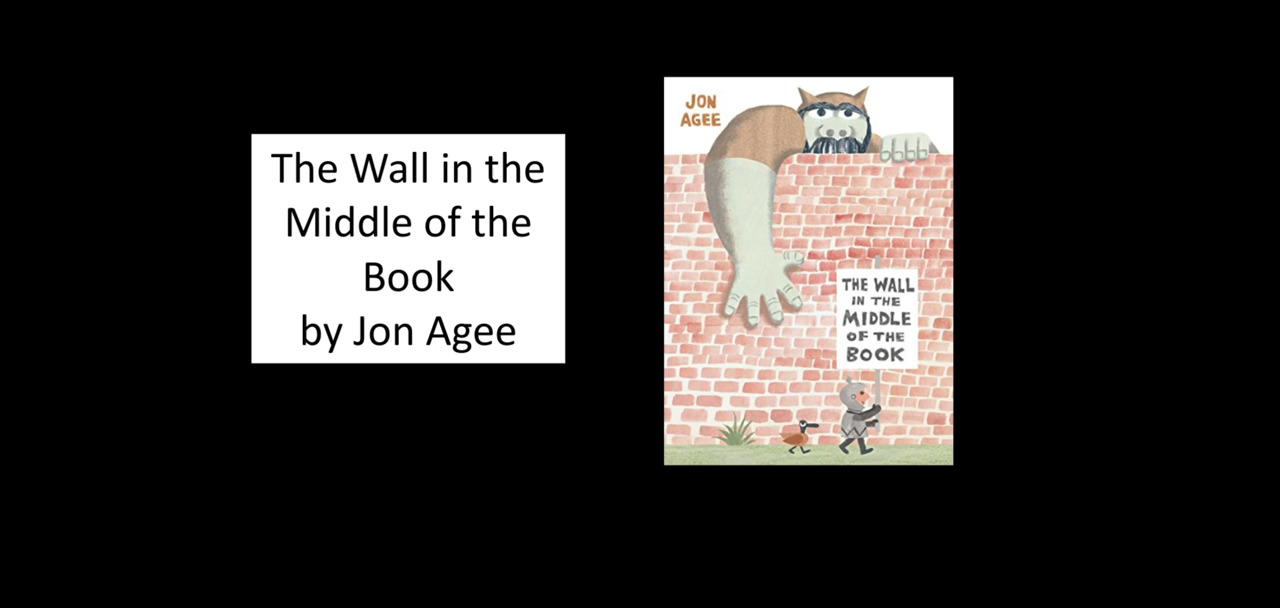 The Wall in the
Middle of the
Book
by Jon Agee
JON
AGEE
THE WALL
IN THE
MIDDLE
OF THE
BOOK